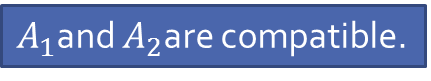 A₁ and A₂ are compatible.